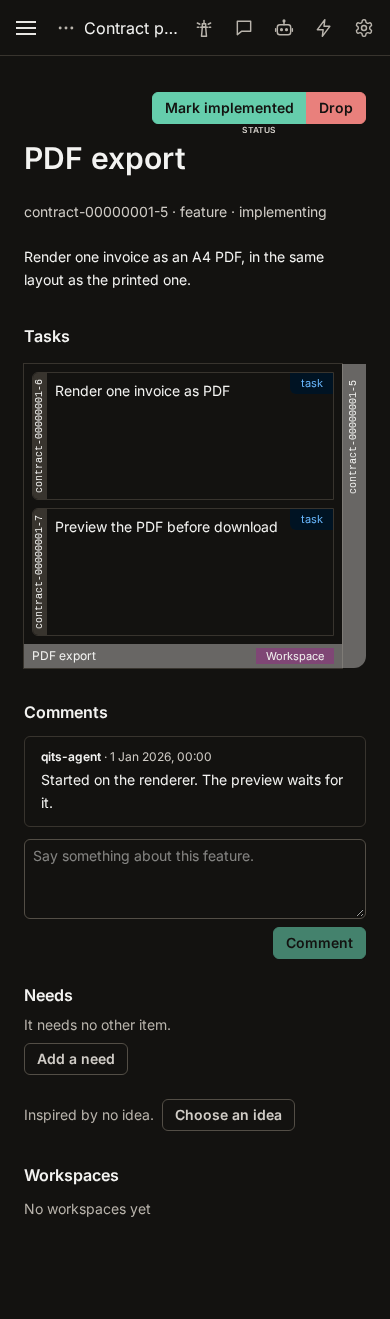 Contract p...
Mark implemented
Drop
STATUS
PDF export
contract-00000001-5 · feature · implementing
Render one invoice as an A4 PDF, in the same
layout as the printed one.
Tasks
contract-00000001-6
Render one invoice as PDF
task
contract-00000001-7
Preview the PDF before download
task
contract-00000001-5
PDF export
Workspace
Comments
qits-agent · 1 Jan 2026, 00:00
Started on the renderer. The preview waits for
it.
Say something about this feature.
Comment
Needs
It needs no other item.
Add a need
Inspired by no idea.
Choose an idea
Workspaces
No workspaces yet